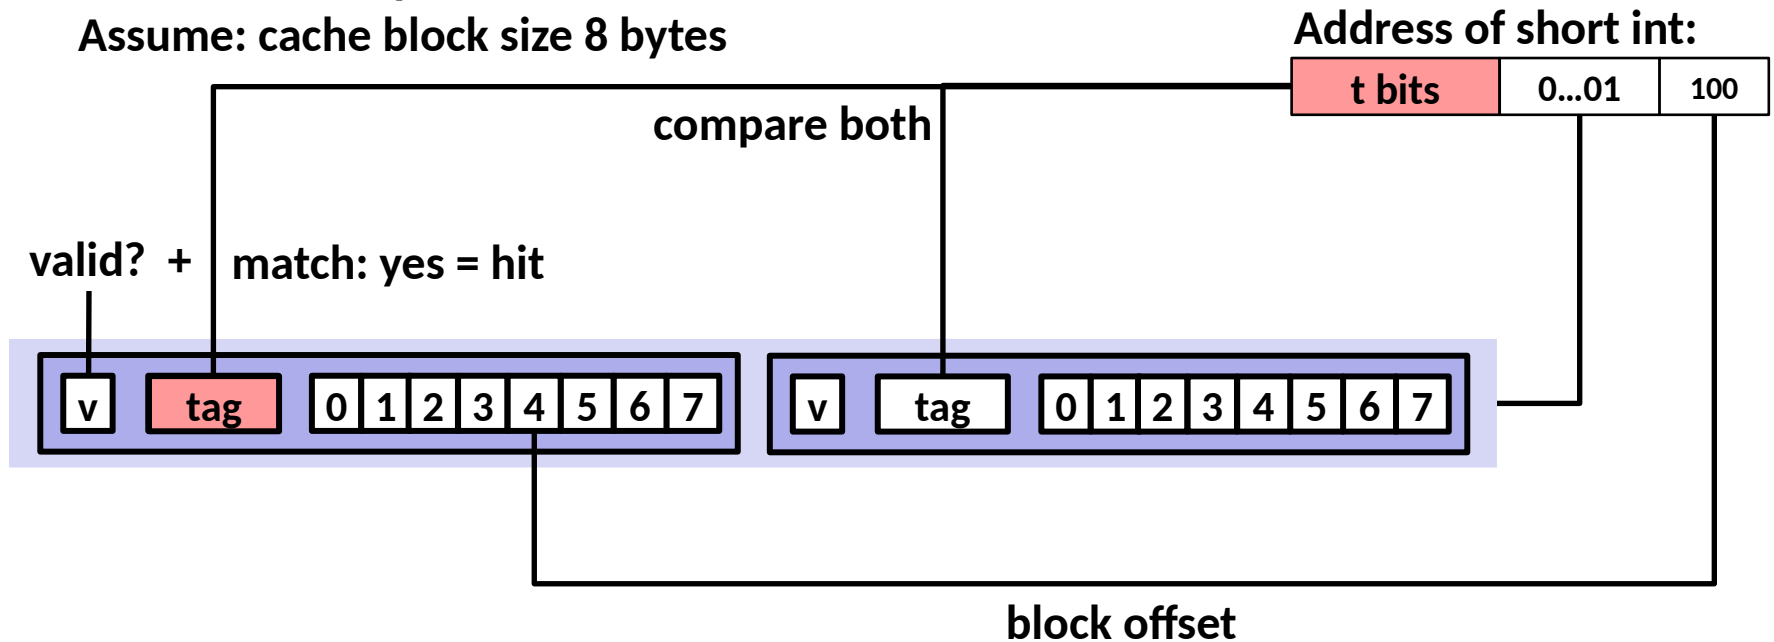 Assume: cache block size 8 bytes
Address of short int:
t bits 0...01 100
compare both
valid? + match: yes = hit
v tag 0 1 2 3 4 5 6 7 v tag 0 1 2 3 4 5 6 7
block offset